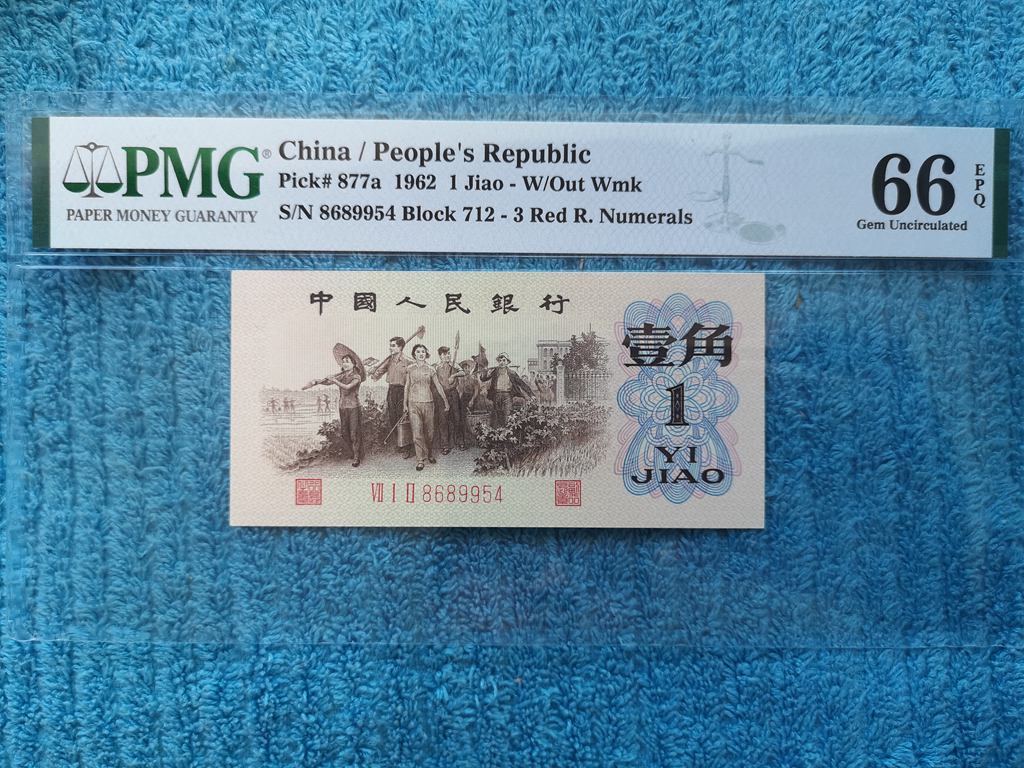 PMG®
PAPER MONEY GUARANTY
China / People's Republic
Pick# 877a 1962 1 Jiao - W/Out Wmk
S/N 8689954 Block 712 - 3 Red R. Numerals
66
EPQ
Gem Uncirculated
中國人民銀行
壹角
1
YI
JIAO
Ⅶ Ⅰ Ⅱ 8689954